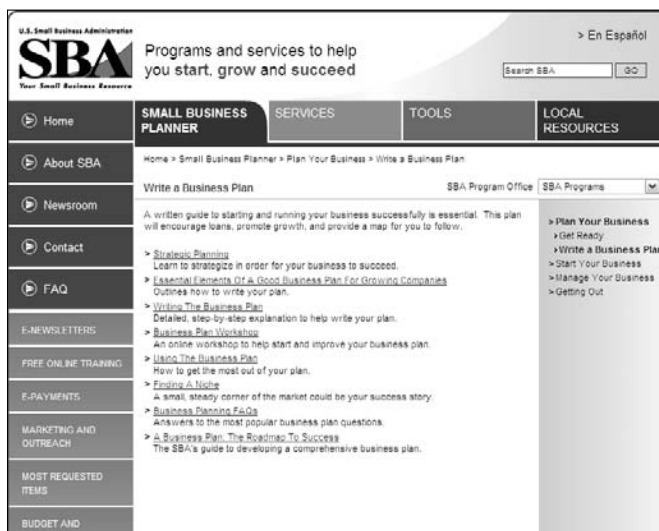 U.S. Small Business Administration
SBA
Your Small Business Resource
Programs and services to help
you start, grow and succeed
> En Español
Search SBA
GO
Home
About SBA
Newsroom
Contact
FAQ
E-NEWSLETTERS
FREE ONLINE TRAINING
E-PAYMENTS
MARKETING AND
OUTREACH
MOST REQUESTED
ITEMS
BUDGET AND
SMALL BUSINESS
PLANNER
SERVICES
TOOLS
LOCAL
RESOURCES
Home > Small Business Planner > Plan Your Business > Write a Business Plan
Write a Business Plan
SBA Program Office
SBA Programs
A written guide to starting and running your business successfully is essential. This plan
will encourage loans, promote growth, and provide a map for you to follow.
> Strategic Planning
Learn to strategize in order for your business to succeed.
> Essential Elements Of A Good Business Plan For Growing Companies
Outlines how to write your plan.
> Writing The Business Plan
Detailed, step-by-step explanation to help write your plan.
> Business Plan Workshop
An online workshop to help start and improve your business plan.
> Using The Business Plan
How to get the most out of your plan.
> Finding A Niche
A small, steady corner of the market could be your success story.
> Business Planning FAQs
Answers to the most popular business plan questions.
> A Business Plan, The Roadmap To Success
The SBA's guide to developing a comprehensive business plan.
> Plan Your Business
> Get Ready
> Write a Business Plan
> Start Your Business
> Manage Your Business
> Getting Out